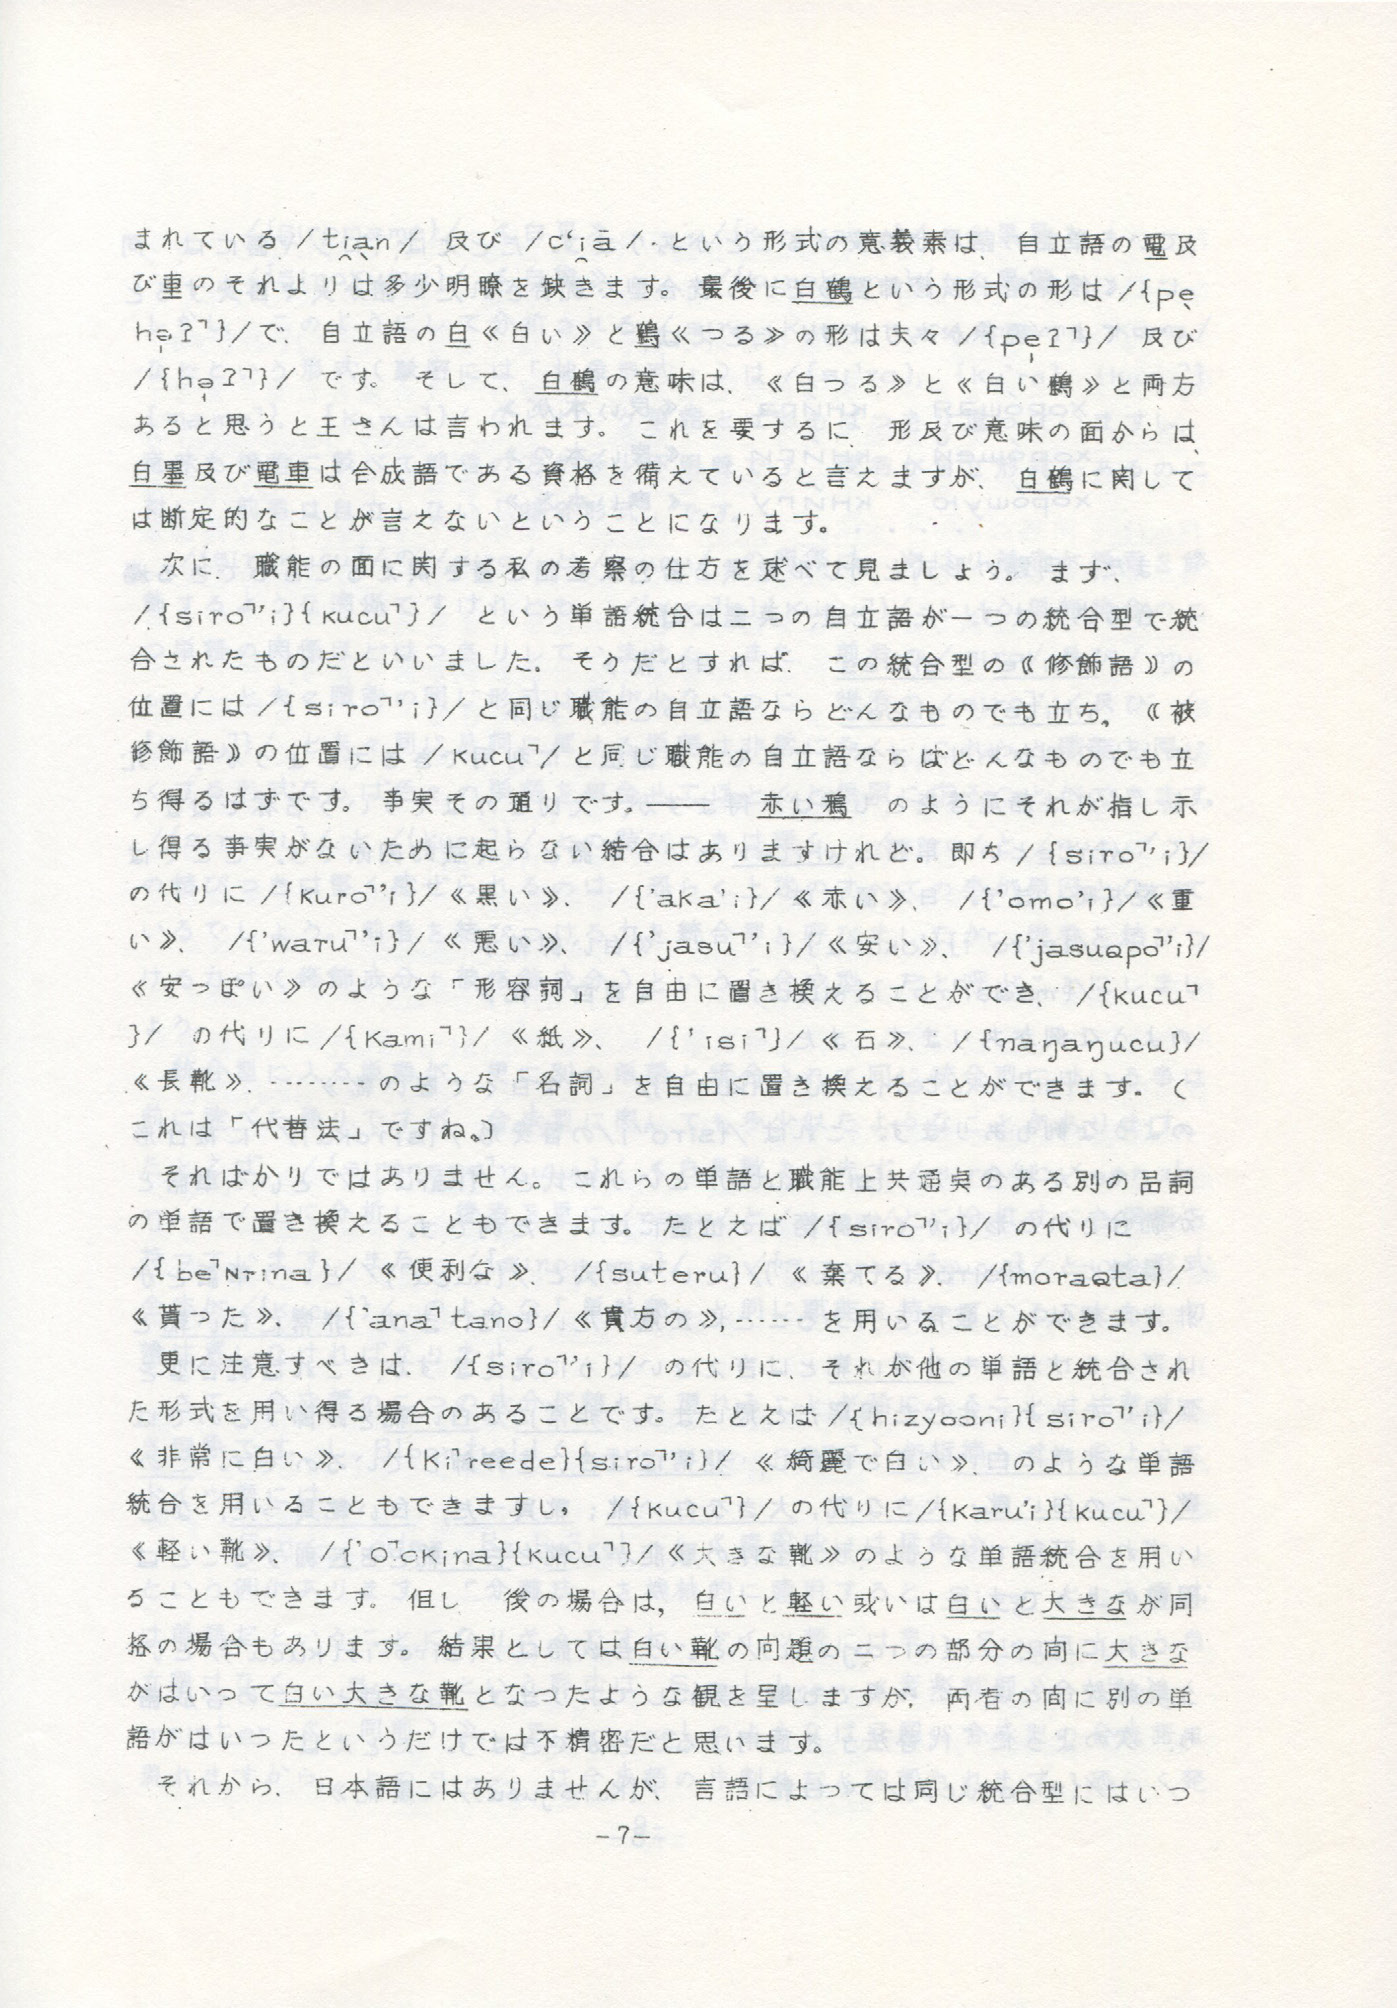 まれている /ti̯a̯n/ 及び /c‘i̯ā/ という形式の意義素は、自立語の電及
び車のそれよりは多少明瞭を缺きます。最後に白鶴という形式の形は /{pe̩
hə̩ʔ┐}/で、自立語の白《白い》と鶴《つる》の形は夫々 /{pe̩ʔ┐}/ 及び
/{hə̩ʔ┐}/ です。そして、白鶴の意味は、《白つる》と《白い鶴》と両方
あると思うと王さんは言われます。これを要するに、形及び意味の面からは、
白墨及び電車は合成語である資格を備えていると言えますが、白鶴に関して
は断定的なことが言えないということになります。
次に、職能の面に関する私の考察の仕方を述べて見ましょう。まず、
/{siro┐'i}{kucu┐}/ という単語統合は二つの自立語が一つの統合型で統
合されたものだといいました。そうだとすれば、この統合型の《修飾語》の
位置には /{siro┐'i}/ と同じ職能の自立語ならどんなものでも立ち、《被
修飾語》の位置には /kucu┐/ と同じ職能の自立語ならばどんなものでも立
ち得るはずです。事実その通りです。―― 赤い鴉 のようにそれが指し示
し得る事実がないために起らない結合はありますけれど。即ち /{siro┐'i}/
の代りに /{kuro┐'i}/《黒い》、/{'aka'i}/《赤い》、/{'omo'i}/《重
い》、/{'waru┐'i}/《悪い》、/{'jasu┐'i}/《安い》、/{'jasuqpo┐'i}/
《安っぽい》のような「形容詞」を自由に置き換えることができ、/{kucu┐
}/ の代りに /{kami┐}/《紙》、/{'isi┐}/《石》、/{naŋaŋucu}/
《長靴》、‥‥‥‥のような「名詞」を自由に置き換えることができます。（
これは「代替法」ですね。）
そればかりではありません。これらの単語と職能上共通点のある別の品詞
の単語で置き換えることもできます。たとえば /{siro┐'i}/ の代りに
/{be┐ɴrina}/《便利な》、/{suteru}/《棄てる》、/{moraqta}/
《貰った》、/{'ana┐tano}/《貴方の》,‥‥‥を用いることができます。
更に注意すべきは、/{siro┐'i}/ の代りに、それが他の単語と統合され
た形式を用い得る場合のあることです。たとえは /{hizyooni}{siro┐'i}/
《非常に白い》、/{ki┐reede}{siro┐'i}/《綺麗で白い》、のような単語
統合を用いることもできますし，/{kucu┐}/ の代りに/{karu'i}{kucu┐}/
《軽い靴》、/{'o┐okina}{kucu┐}/《大きな靴》のような単語統合を用い
ることもできます。但し 後の場合は，白いと軽い或いは白いと大きなが同
格の場合もあります。結果としては白い靴の問題の二つの部分の間に大きな
がはいって白い大きな靴となったような観を呈しますが、両者の間に別の単
語がはいったというだけでは不精密だと思います。
それから、日本語にはありませんが、言語によっては同じ統合型にはいつ
−7−